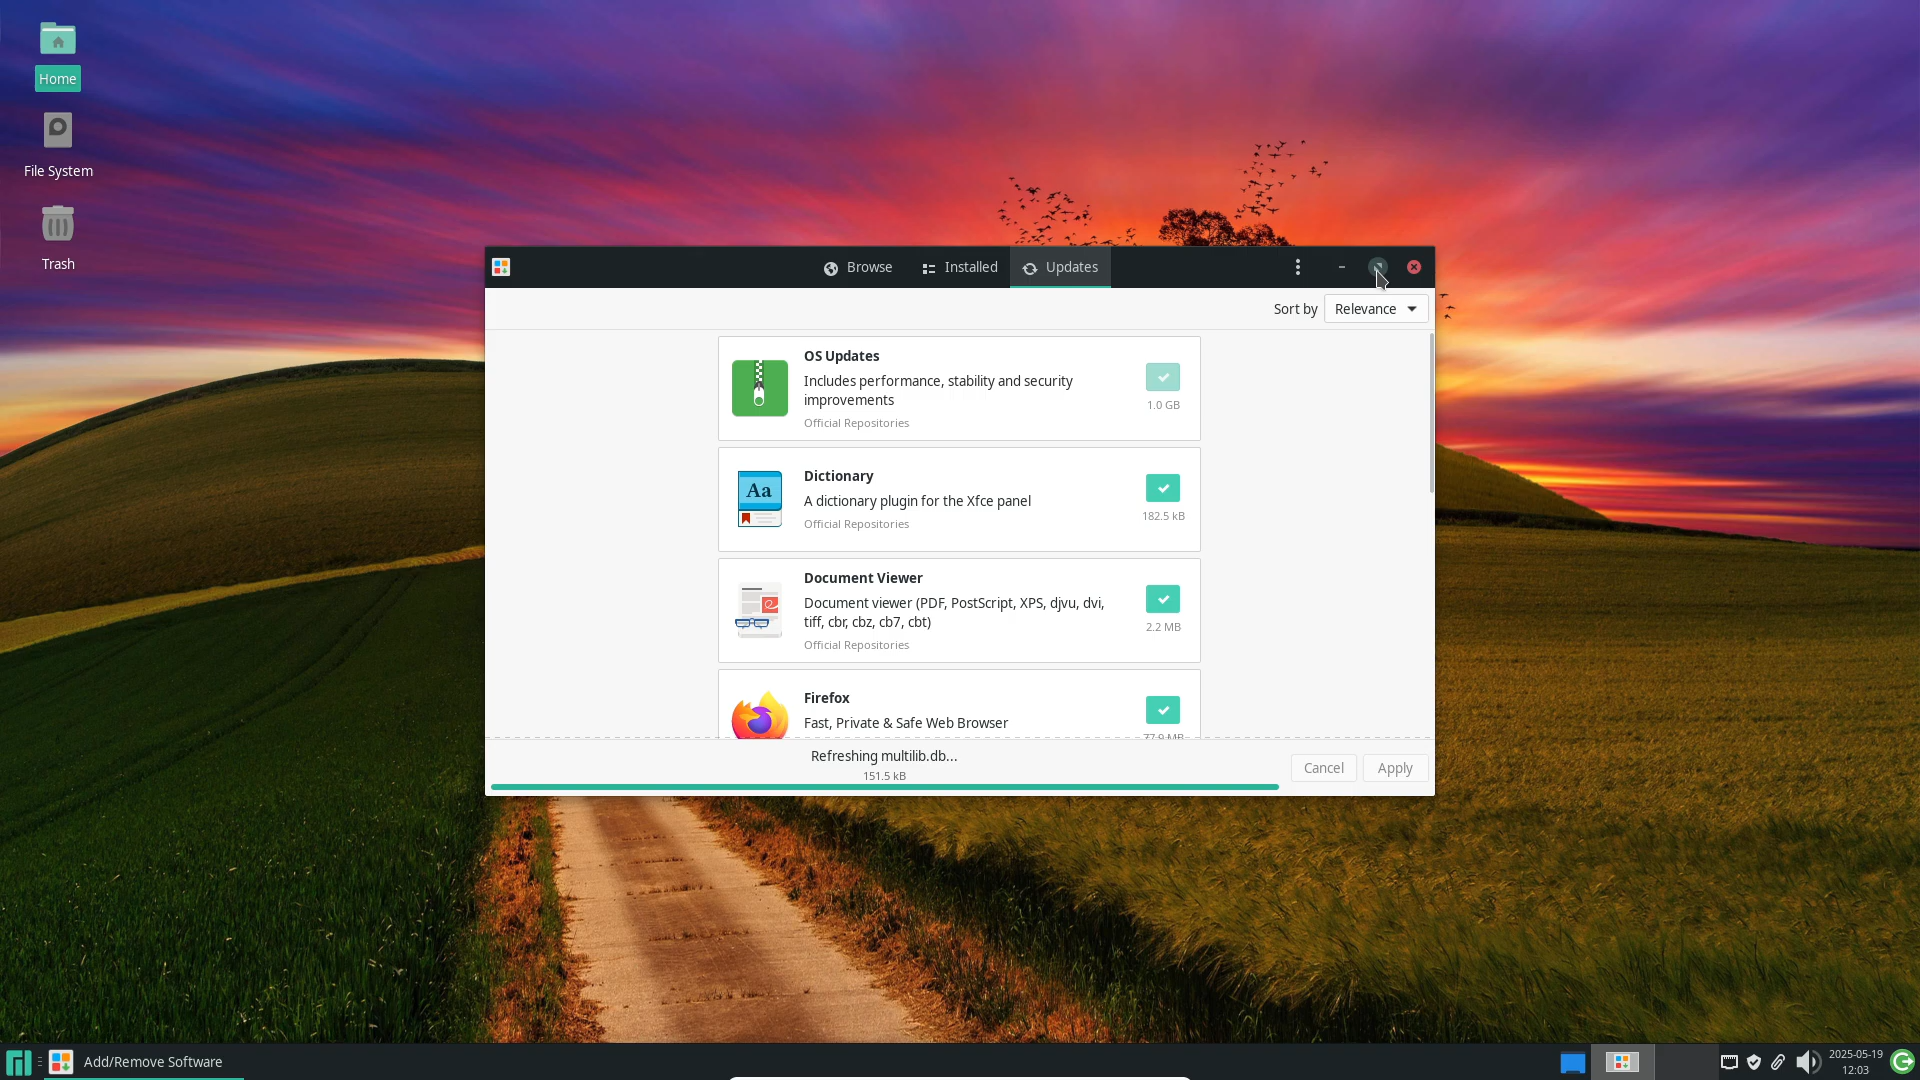 Home
File System
Trash
Browse
Installed
Updates
Sort by
Relevance
OS Updates
Includes performance, stability and security
improvements
Official Repositories
1.0 GB
Dictionary
A dictionary plugin for the Xfce panel
Official Repositories
182.5 kB
Aa
Document Viewer
Document viewer (PDF, PostScript, XPS, djvu, dvi,
tiff, cbr, cbz, cb7, cbt)
Official Repositories
2.2 MB
Firefox
Fast, Private & Safe Web Browser
77.9 MB
Refreshing multilib.db...
151.5 kB
Cancel
Apply
Add/Remove Software
2025-05-19
12:03